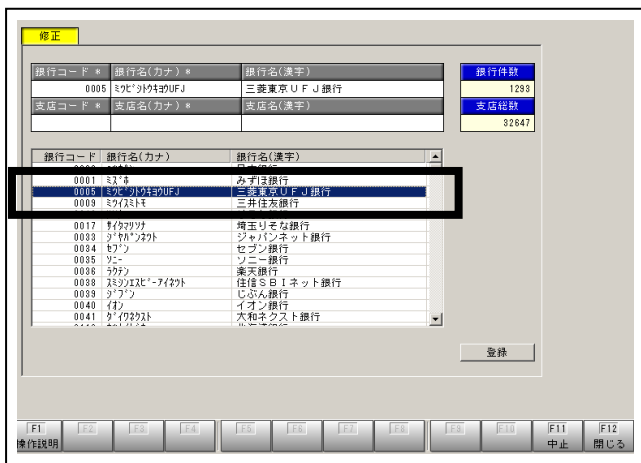 修正
銀行コード * 銀行名(カナ) * 銀行名(漢字) 銀行件数
0005 ﾐﾂﾋﾞｼﾄｳｷｮｳUFJ 三菱東京ＵＦＪ銀行 1293
支店コード * 支店名(カナ) * 支店名(漢字) 支店総数
32647
銀行コード 銀行名(カナ) 銀行名(漢字)
0001 ﾐｽﾞﾎ みずほ銀行
0005 ﾐﾂﾋﾞｼﾄｳｷｮｳUFJ 三菱東京ＵＦＪ銀行
0009 ﾐﾂｲｽﾐﾄﾓ 三井住友銀行
0017 ｻｲﾀﾏﾘｿﾅ 埼玉りそな銀行
0033 ｼﾞﾔﾊﾟﾝﾈﾂﾄ ジャパンネット銀行
0034 ｾﾌﾞﾝ セブン銀行
0035 ｿﾆｰ ソニー銀行
0036 ﾗｸﾃﾝ 楽天銀行
0038 ｽﾐｼﾝｴｽﾋﾞｰｱｲﾈﾂﾄ 住信ＳＢＩネット銀行
0039 ｼﾞﾌﾞﾝ じぶん銀行
0040 ｲｵﾝ イオン銀行
0041 ﾀﾞｲﾜﾈｸｽﾄ 大和ネクスト銀行
登録
F1 F2 F3 F4 F5 F6 F7 F8 F9 F10 F11 F12
操作説明 中止 閉じる